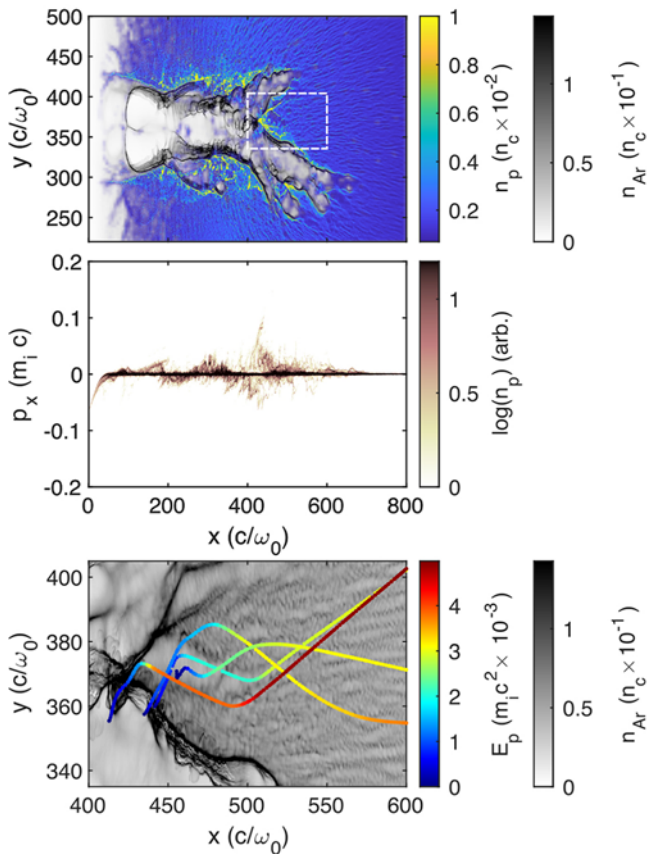 500
450
400
350
300
250
y (c/ω0)
1
0.8
0.6
0.4
0.2
n_p (n_c × 10^-2)
1
0.5
0
n_Ar (n_c × 10^-1)
0.2
0.1
0
-0.1
-0.2
p_x (m_i c)
0 200 400 600 800
x (c/ω0)
1
0.5
0
log(n_p) (arb.)
400
380
360
340
y (c/ω0)
400 450 500 550 600
x (c/ω0)
4
3
2
1
0
E_p (m_i c^2 × 10^-3)
1
0.5
0
n_Ar (n_c × 10^-1)